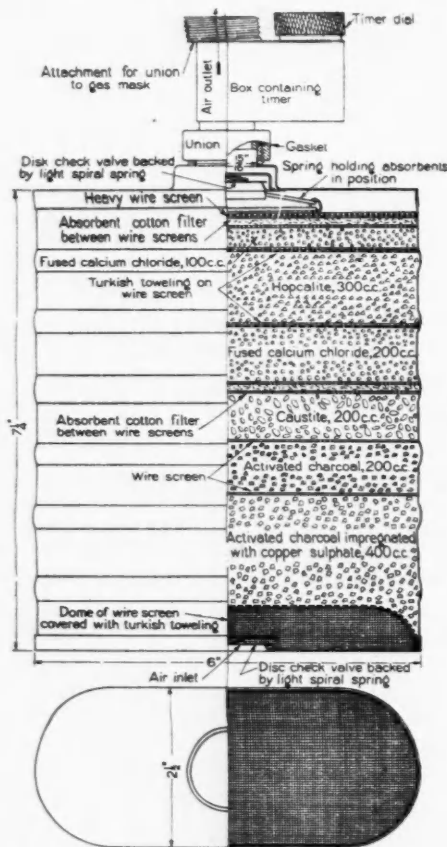 Timer dial
Attachment for union
to gas mask
Air outlet
Box containing
timer
Union
Gasket
Disk check valve backed
by light spiral spring
Spring holding absorbents
in position
Heavy wire screen
Absorbent cotton filter
between wire screens
Fused calcium chloride, 100 c.c.
Turkish toweling on
wire screen
Hopcalite, 300 c.c.
Fused calcium chloride, 200 c.c.
Absorbent cotton filter
between wire screens
Caustite, 200 c.c.
Wire screen
Activated charcoal, 200 c.c.
Activated charcoal impregnated
with copper sulphate, 400 c.c.
7¼"
Dome of wire screen
covered with turkish toweling
6"
Air inlet
Disc check valve backed
by light spiral spring
2½"